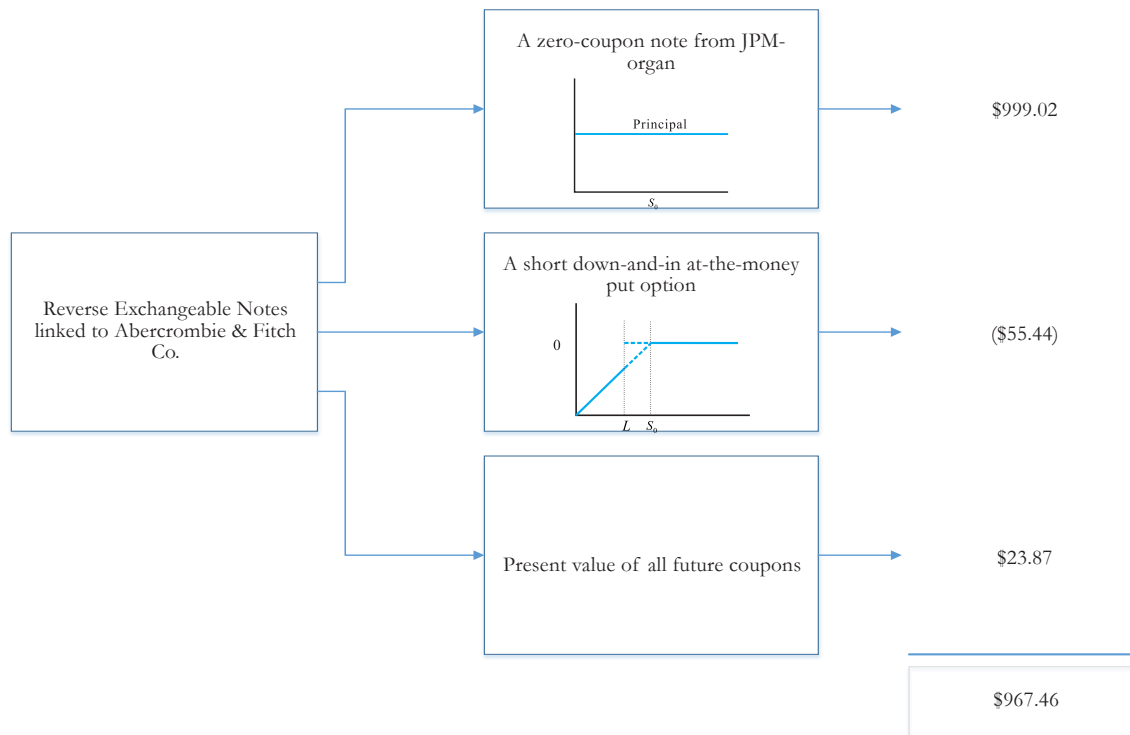 A zero-coupon note from JPM-
organ
Principal
S₀
$999.02
Reverse Exchangeable Notes
linked to Abercrombie & Fitch
Co.
A short down-and-in at-the-money
put option
0
L S₀
($55.44)
Present value of all future coupons
$23.87
$967.46